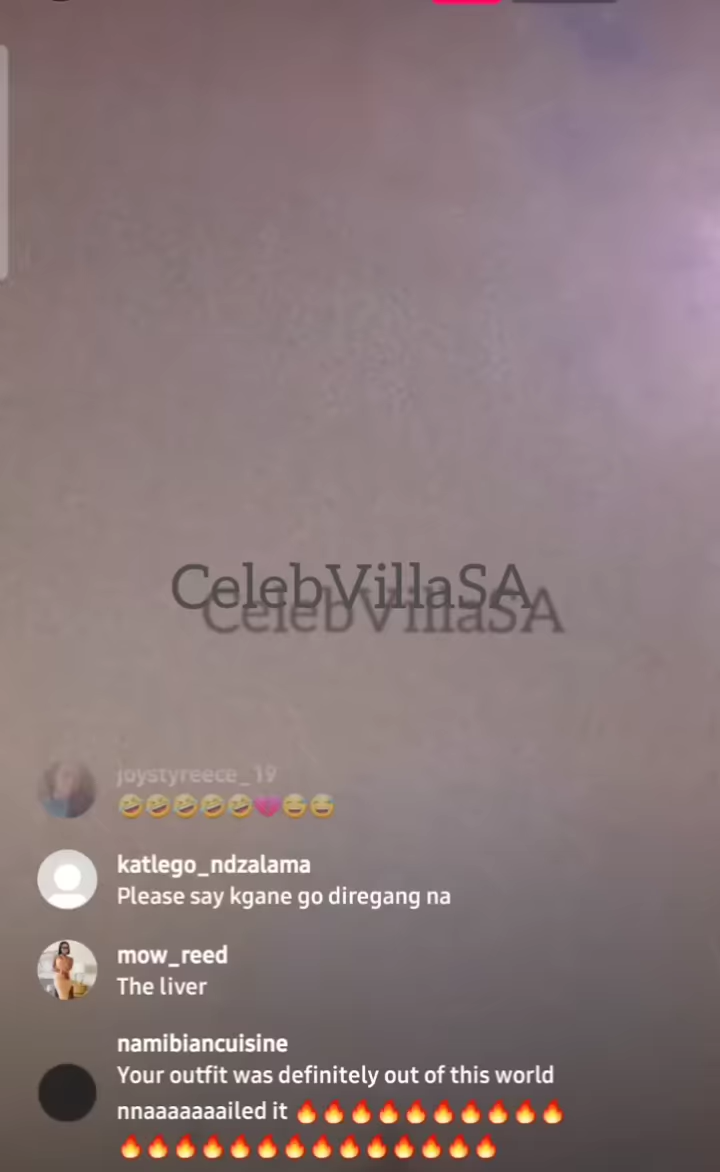 CelebVillaSA
CelebVillaSA
joystyreece_19
🤣🤣🤣🤣🤣💔😅😅
katlego_ndzalama
Please say kgane go diregang na
mow_reed
The liver
namibiancuisine
Your outfit was definitely out of this world
nnaaaaaaailed it 🔥🔥🔥🔥🔥🔥🔥🔥🔥🔥
🔥🔥🔥🔥🔥🔥🔥🔥🔥🔥🔥🔥🔥🔥